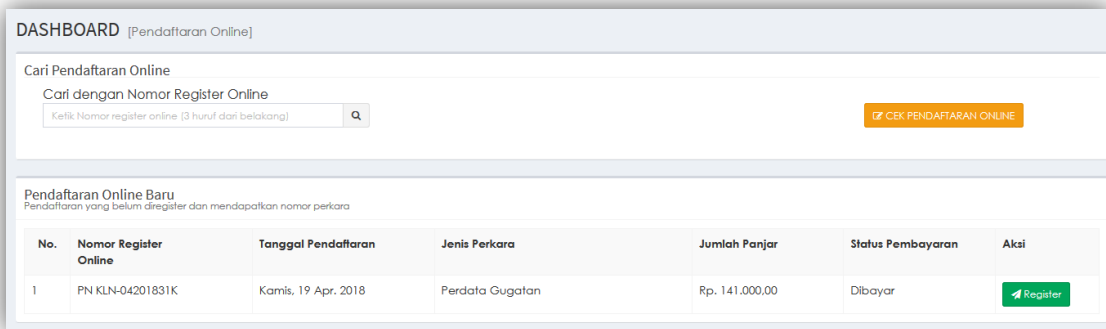 DASHBOARD [Pendaftaran Online]
Cari Pendaftaran Online
Cari dengan Nomor Register Online
Ketik Nomor register online (3 huruf dari belakang)
CEK PENDAFTARAN ONLINE
Pendaftaran Online Baru
Pendaftaran yang belum diregister dan mendapatkan nomor perkara
No. Nomor Register Online Tanggal Pendaftaran Jenis Perkara Jumlah Panjar Status Pembayaran Aksi
1 PN KLN-04201831K Kamis, 19 Apr. 2018 Perdata Gugatan Rp. 141.000,00 Dibayar Register